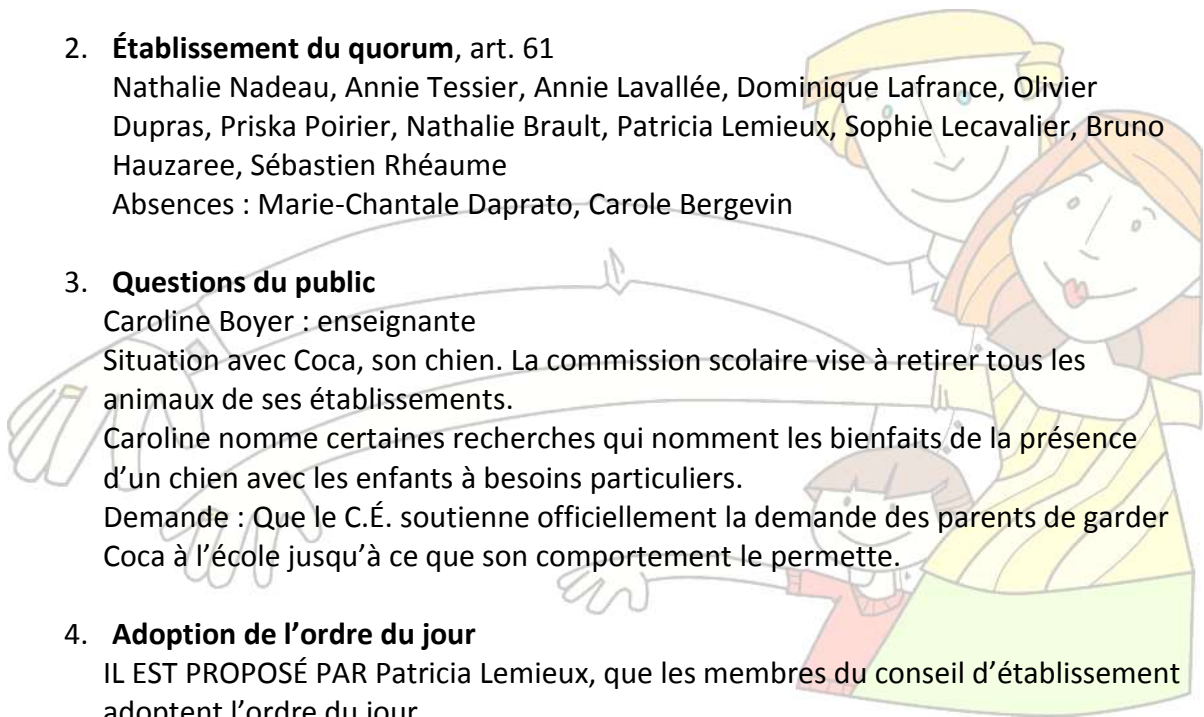 2. Établissement du quorum, art. 61
Nathalie Nadeau, Annie Tessier, Annie Lavallée, Dominique Lafrance, Olivier
Dupras, Priska Poirier, Nathalie Brault, Patricia Lemieux, Sophie Lecavalier, Bruno
Hauzaree, Sébastien Rhéaume
Absences : Marie-Chantale Daprato, Carole Bergevin
3. Questions du public
Caroline Boyer : enseignante
Situation avec Coca, son chien. La commission scolaire vise à retirer tous les
animaux de ses établissements.
Caroline nomme certaines recherches qui nomment les bienfaits de la présence
d’un chien avec les enfants à besoins particuliers.
Demande : Que le C.É. soutienne officiellement la demande des parents de garder
Coca à l’école jusqu’à ce que son comportement le permette.
4. Adoption de l’ordre du jour
IL EST PROPOSÉ PAR Patricia Lemieux, que les membres du conseil d’établissement
adoptent l’ordre du jour